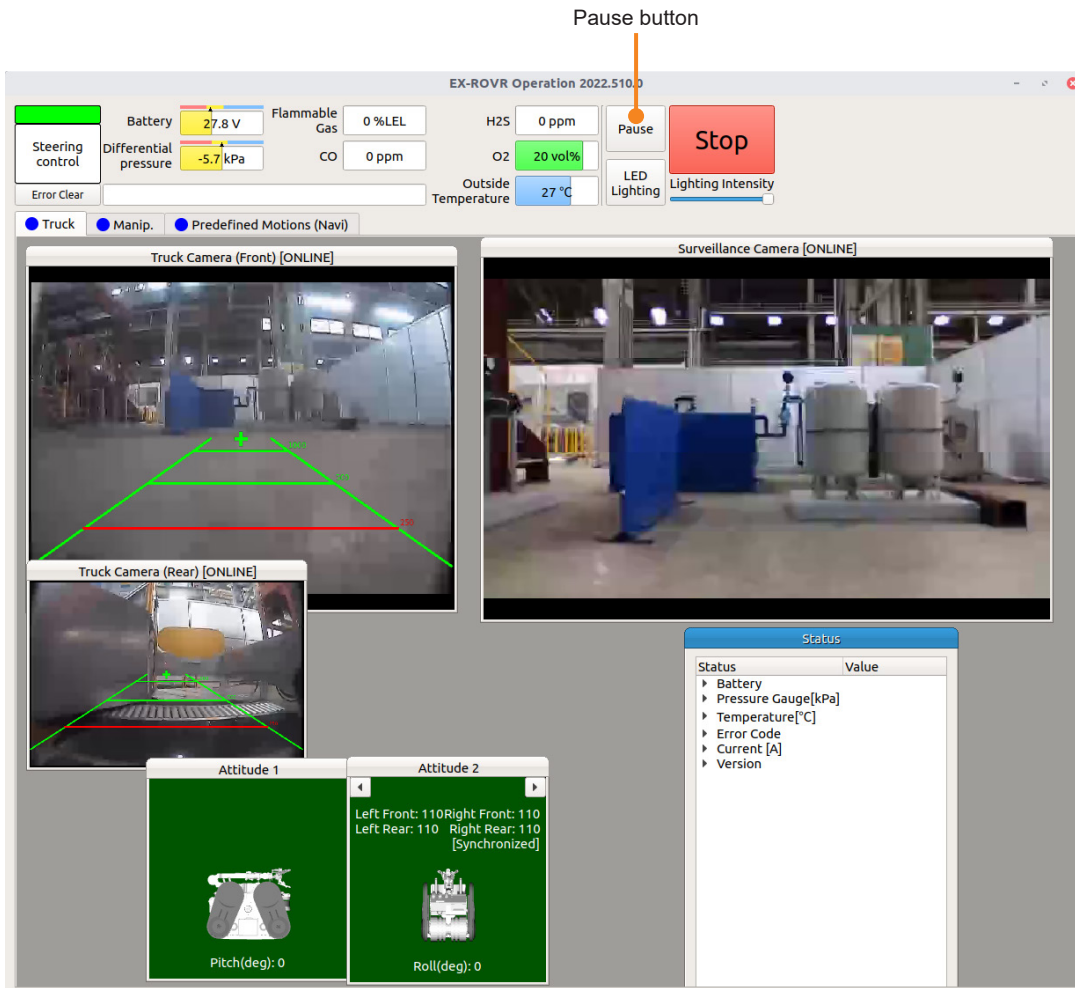 Pause button
EX-ROVR Operation 2022.510.0
Steering
control
Error Clear
Battery
27.8 V
Differential
pressure
-5.7 kPa
Flammable
Gas
0 %LEL
CO
0 ppm
H2S
0 ppm
O2
20 vol%
Outside
Temperature
27 °C
Pause
LED
Lighting
Stop
Lighting Intensity
Truck
Manip.
Predefined Motions (Navi)
Truck Camera (Front) [ONLINE]
250
Surveillance Camera [ONLINE]
Truck Camera (Rear) [ONLINE]
Attitude 1
Pitch(deg): 0
Attitude 2
Left Front: 110Right Front: 110
Left Rear: 110 Right Rear: 110
[Synchronized]
Roll(deg): 0
Status
Status Value
Battery
Pressure Gauge[kPa]
Temperature[°C]
Error Code
Current [A]
Version